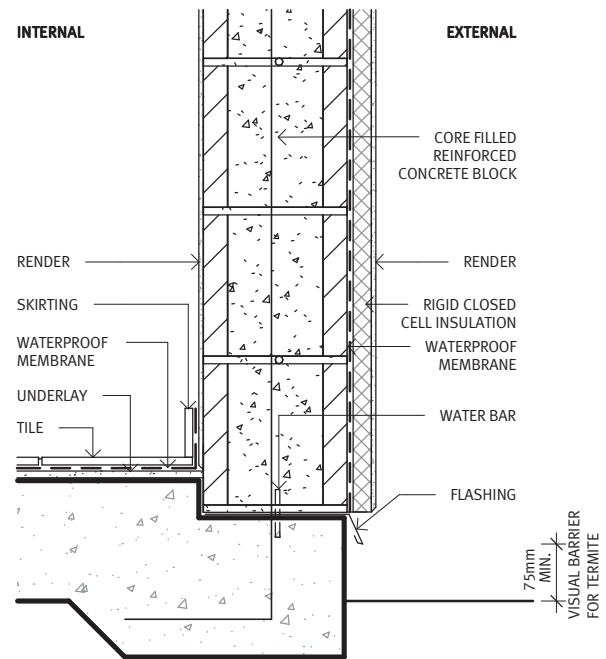 INTERNAL
EXTERNAL
CORE FILLED
REINFORCED
CONCRETE BLOCK
RENDER
SKIRTING
WATERPROOF
MEMBRANE
UNDERLAY
TILE
RENDER
RIGID CLOSED
CELL INSULATION
WATERPROOF
MEMBRANE
WATER BAR
FLASHING
75mm
MIN.
VISUAL BARRIER
FOR TERMITE